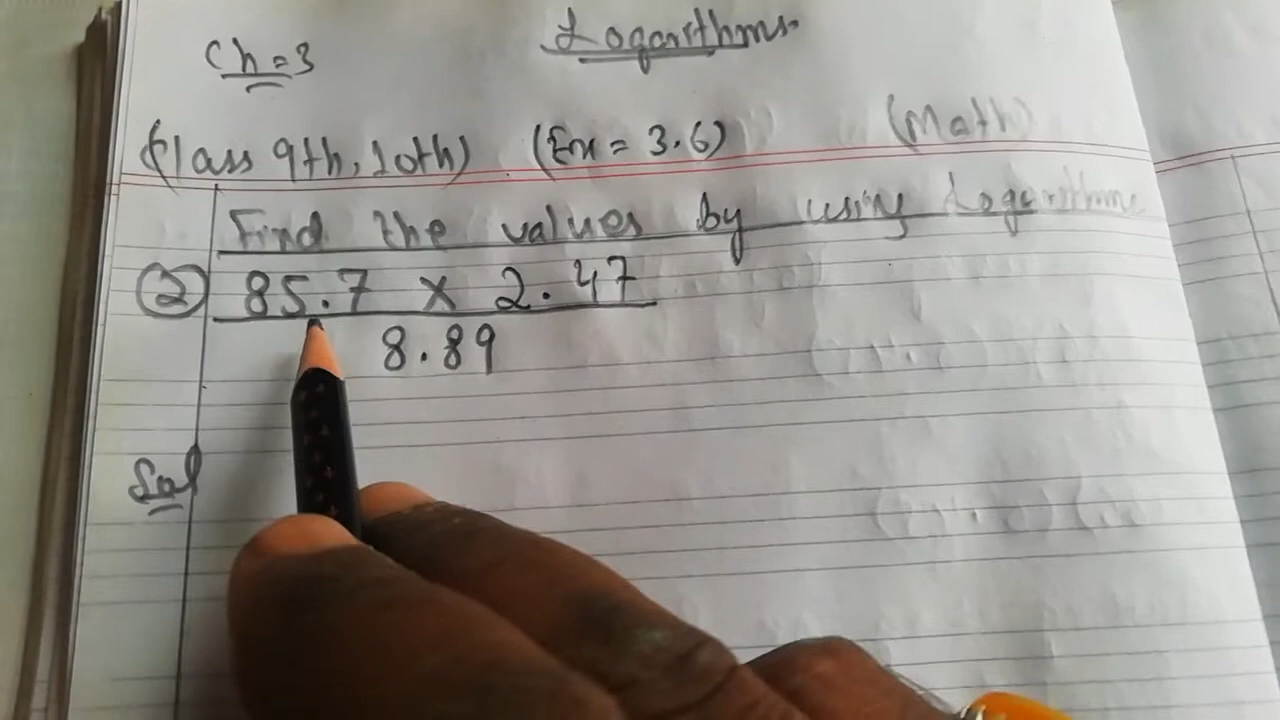 Ch=3
Logarithms
(Class 9th, 10th) (Ex = 3.6) (Math)
Find the values by using Logarithms
2 85.7 x 2.47
8.89
Sol